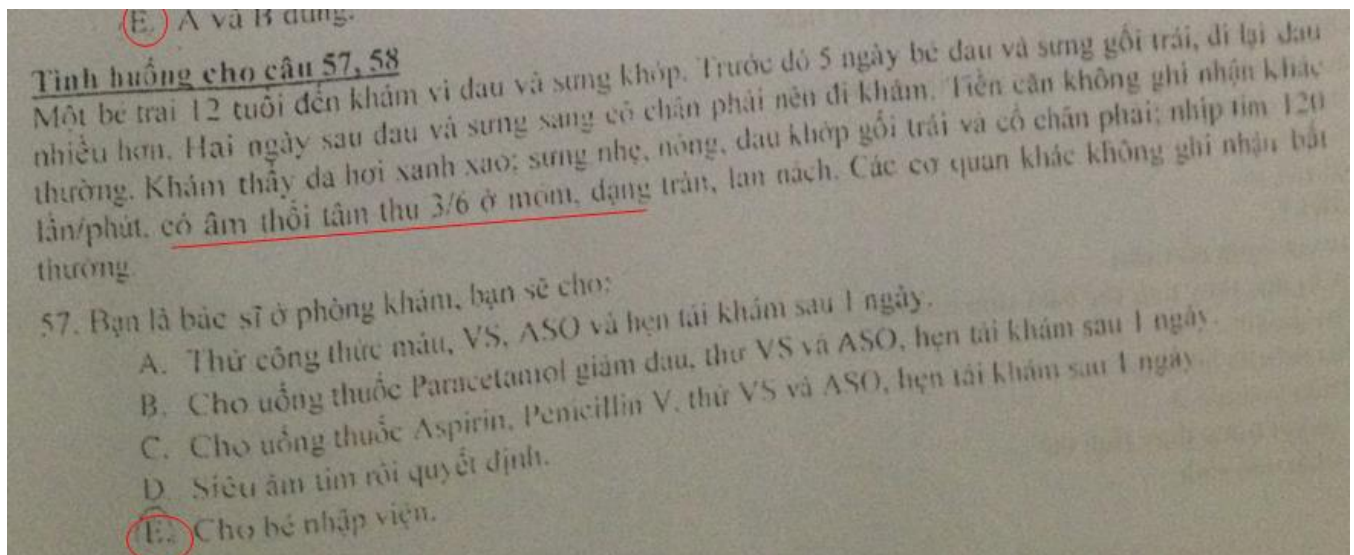 E. A và B đúng.
Tình huống cho câu 57, 58
Một bé trai 12 tuổi đến khám vì đau và sưng khớp. Trước đó 5 ngày bé đau và sưng gối trái, đi lại đau
nhiều hơn. Hai ngày sau đau và sưng sang cổ chân phải nên đi khám. Tiền căn không ghi nhận khác
thường. Khám thấy da hơi xanh xao; sưng nhẹ, nóng, đau khớp gối trái và cổ chân phải; nhịp tim 120
lần/phút, có âm thổi tâm thu 3/6 ở mỏm, dạng tràn, lan nách. Các cơ quan khác không ghi nhận bất
thường.
57. Bạn là bác sĩ ở phòng khám, bạn sẽ cho:
A. Thử công thức máu, VS, ASO và hẹn tái khám sau 1 ngày.
B. Cho uống thuốc Paracetamol giảm đau, thử VS và ASO, hẹn tái khám sau 1 ngày.
C. Cho uống thuốc Aspirin, Penicillin V, thử VS và ASO, hẹn tái khám sau 1 ngày.
D. Siêu âm tim rồi quyết định.
E. Cho bé nhập viện.